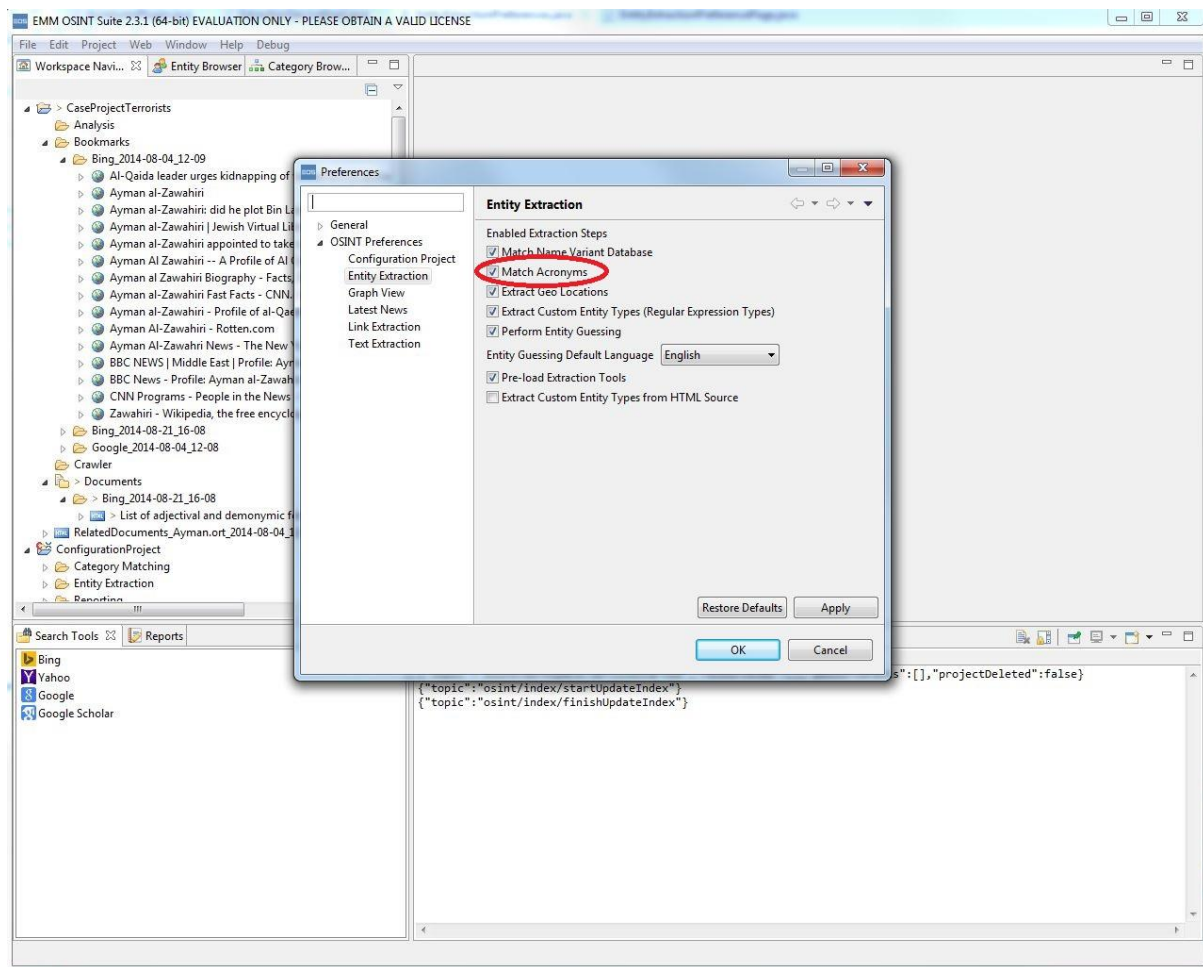 EMM OSINT Suite 2.3.1 (64-bit) EVALUATION ONLY - PLEASE OBTAIN A VALID LICENSE
File Edit Project Web Window Help Debug
Workspace Navi... Entity Browser Category Brow...
> CaseProjectTerrorists
Analysis
Bookmarks
Bing_2014-08-04_12-09
Al-Qaida leader urges kidnapping of
Ayman al-Zawahiri
Ayman al-Zawahiri: did he plot Bin La
Ayman al-Zawahiri | Jewish Virtual Li
Ayman al-Zawahiri appointed to take
Ayman Al Zawahiri -- A Profile of Al
Ayman al Zawahiri Biography - Facts,
Ayman al-Zawahiri Fast Facts - CNN.
Ayman al-Zawahiri - Profile of al-Qae
Ayman Al-Zawahiri - Rotten.com
Ayman Al-Zawahri News - The New
BBC NEWS | Middle East | Profile: Ayn
BBC News - Profile: Ayman al-Zawah
CNN Programs - People in the News
Zawahiri - Wikipedia, the free encyclo
Bing_2014-08-21_16-08
Google_2014-08-04_12-08
Crawler
> Documents
> Bing_2014-08-21_16-08
> List of adjectival and demonymic f
RelatedDocuments_Ayman.ort_2014-08-04_1
ConfigurationProject
Category Matching
Entity Extraction
Reporting
Preferences
General
OSINT Preferences
Configuration Project
Entity Extraction
Graph View
Latest News
Link Extraction
Text Extraction
Entity Extraction
Enabled Extraction Steps
Match Name Variant Database
Match Acronyms
Extract Geo Locations
Extract Custom Entity Types (Regular Expression Types)
Perform Entity Guessing
Entity Guessing Default Language English
Pre-load Extraction Tools
Extract Custom Entity Types from HTML Source
Restore Defaults Apply
OK Cancel
Search Tools Reports
Bing
Yahoo
Google
Google Scholar
s":[],"projectDeleted":false}
{"topic":"osint/index/startUpdateIndex"}
{"topic":"osint/index/finishUpdateIndex"}